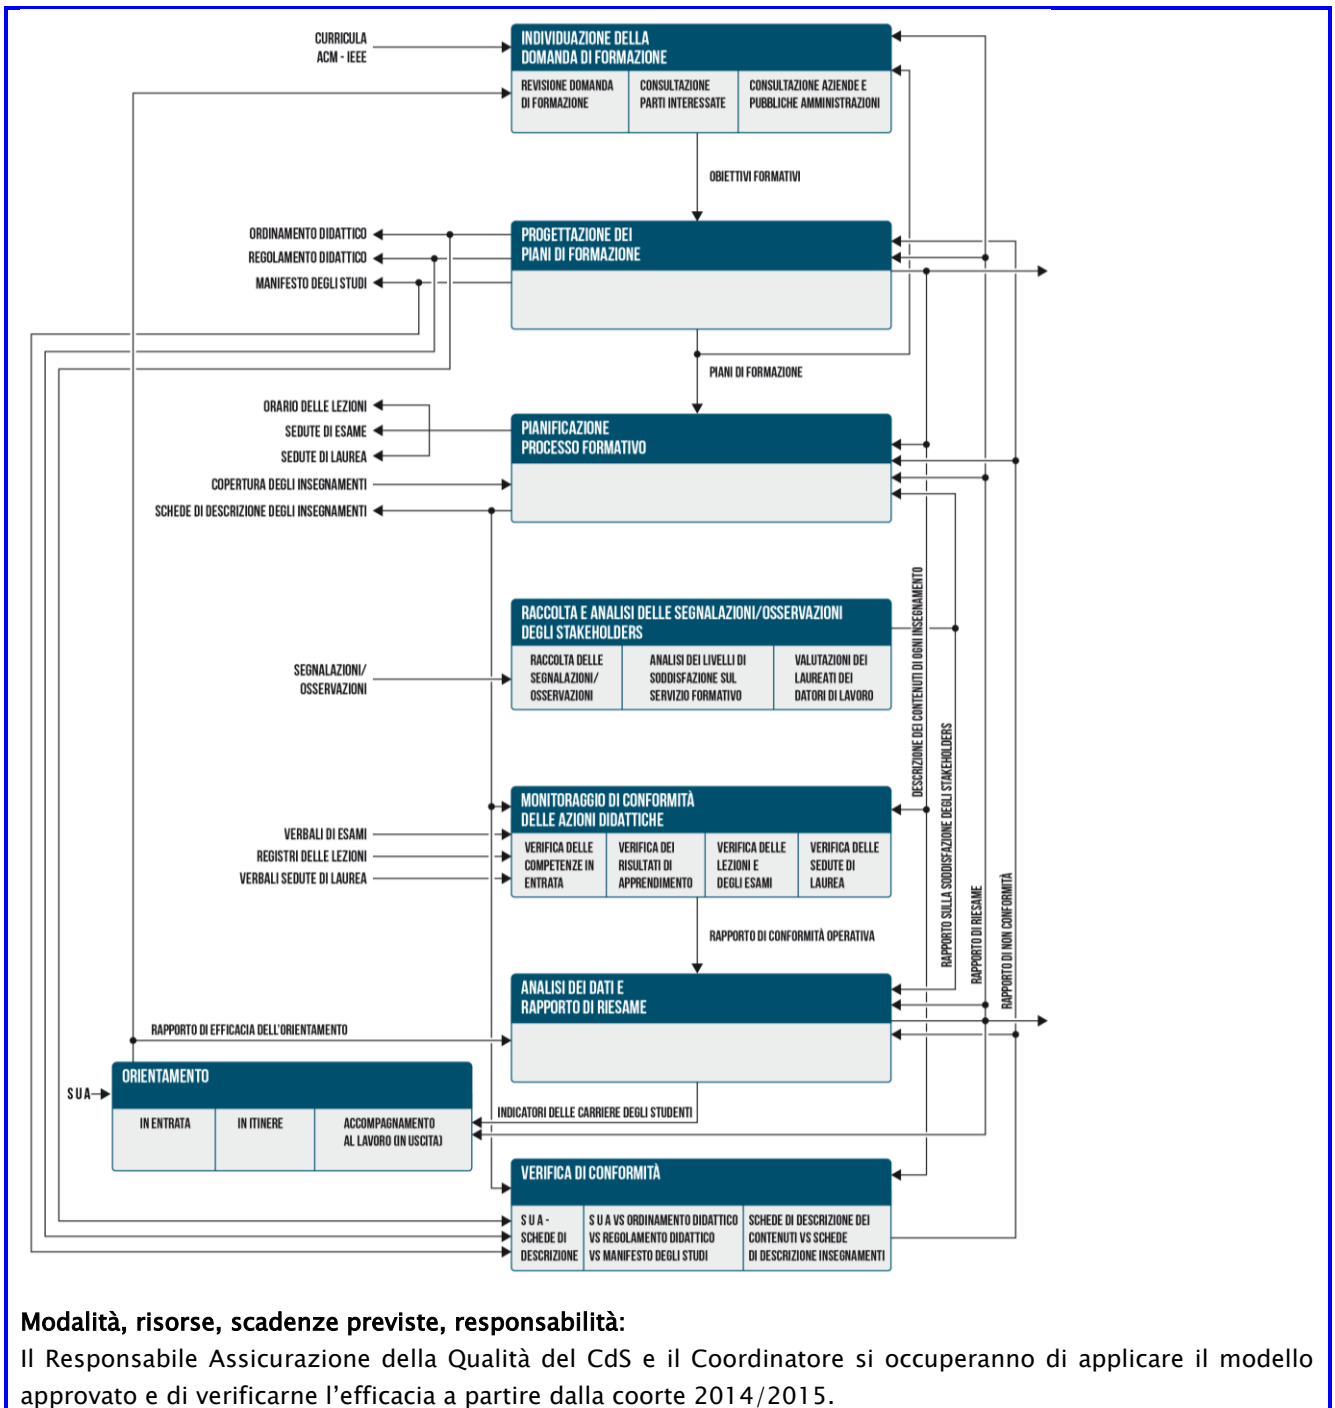 CURRICULA
ACM - IEEE
INDIVIDUAZIONE DELLA
DOMANDA DI FORMAZIONE
REVISIONE DOMANDA
DI FORMAZIONE
CONSULTAZIONE
PARTI INTERESSATE
CONSULTAZIONE AZIENDE E
PUBBLICHE AMMINISTRAZIONI
OBIETTIVI FORMATIVI
ORDINAMENTO DIDATTICO
REGOLAMENTO DIDATTICO
MANIFESTO DEGLI STUDI
PROGETTAZIONE DEI
PIANI DI FORMAZIONE
PIANI DI FORMAZIONE
ORARIO DELLE LEZIONI
SEDUTE DI ESAME
SEDUTE DI LAUREA
COPERTURA DEGLI INSEGNAMENTI
SCHEDE DI DESCRIZIONE DEGLI INSEGNAMENTI
PIANIFICAZIONE
PROCESSO FORMATIVO
SEGNALAZIONI/
OSSERVAZIONI
RACCOLTA E ANALISI DELLE SEGNALAZIONI/OSSERVAZIONI
DEGLI STAKEHOLDERS
RACCOLTA DELLE
SEGNALAZIONI/
OSSERVAZIONI
ANALISI DEI LIVELLI DI
SODDISFAZIONE SUL
SERVIZIO FORMATIVO
VALUTAZIONI DEI
LAUREATI DEI
DATORI DI LAVORO
DESCRIZIONE DEI CONTENUTI DI OGNI INSEGNAMENTO
RAPPORTO SULLA SODDISFAZIONE DEGLI STAKEHOLDERS
RAPPORTO DI RIESAME
RAPPORTO DI NON CONFORMITÀ
VERBALI DI ESAMI
REGISTRI DELLE LEZIONI
VERBALI SEDUTE DI LAUREA
MONITORAGGIO DI CONFORMITÀ
DELLE AZIONI DIDATTICHE
VERIFICA DELLE
COMPETENZE IN
ENTRATA
VERIFICA DEI
RISULTATI DI
APPRENDIMENTO
VERIFICA DELLE
LEZIONI E
DEGLI ESAMI
VERIFICA DELLE
SEDUTE DI
LAUREA
RAPPORTO DI CONFORMITÀ OPERATIVA
ANALISI DEI DATI E
RAPPORTO DI RIESAME
RAPPORTO DI EFFICACIA DELL'ORIENTAMENTO
S U A
ORIENTAMENTO
IN ENTRATA
IN ITINERE
ACCOMPAGNAMENTO
AL LAVORO (IN USCITA)
INDICATORI DELLE CARRIERE DEGLI STUDENTI
VERIFICA DI CONFORMITÀ
S U A -
SCHEDE DI
DESCRIZIONE
S U A VS ORDINAMENTO DIDATTICO
VS REGOLAMENTO DIDATTICO
VS MANIFESTO DEGLI STUDI
SCHEDE DI DESCRIZIONE DEI
CONTENUTI VS SCHEDE
DI DESCRIZIONE INSEGNAMENTI
Modalità, risorse, scadenze previste, responsabilità:
Il Responsabile Assicurazione della Qualità del CdS e il Coordinatore si occuperanno di applicare il modello
approvato e di verificarne l'efficacia a partire dalla coorte 2014/2015.